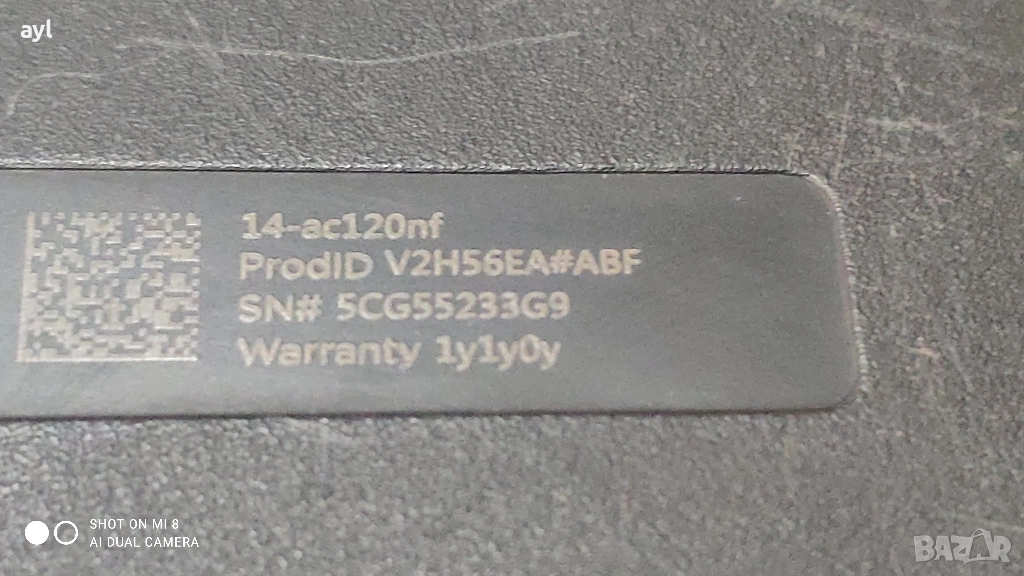 ayl
14-ac120nf
ProdID V2H56EA#ABF
SN# 5CG55233G9
Warranty 1y1y0y
SHOT ON MI 8
AI DUAL CAMERA
BAZAR